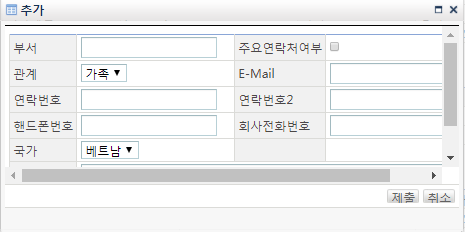 추가
부서 주요연락처여부
관계 가족 E-Mail
연락번호 연락번호2
핸드폰번호 회사전화번호
국가 베트남
제출 취소